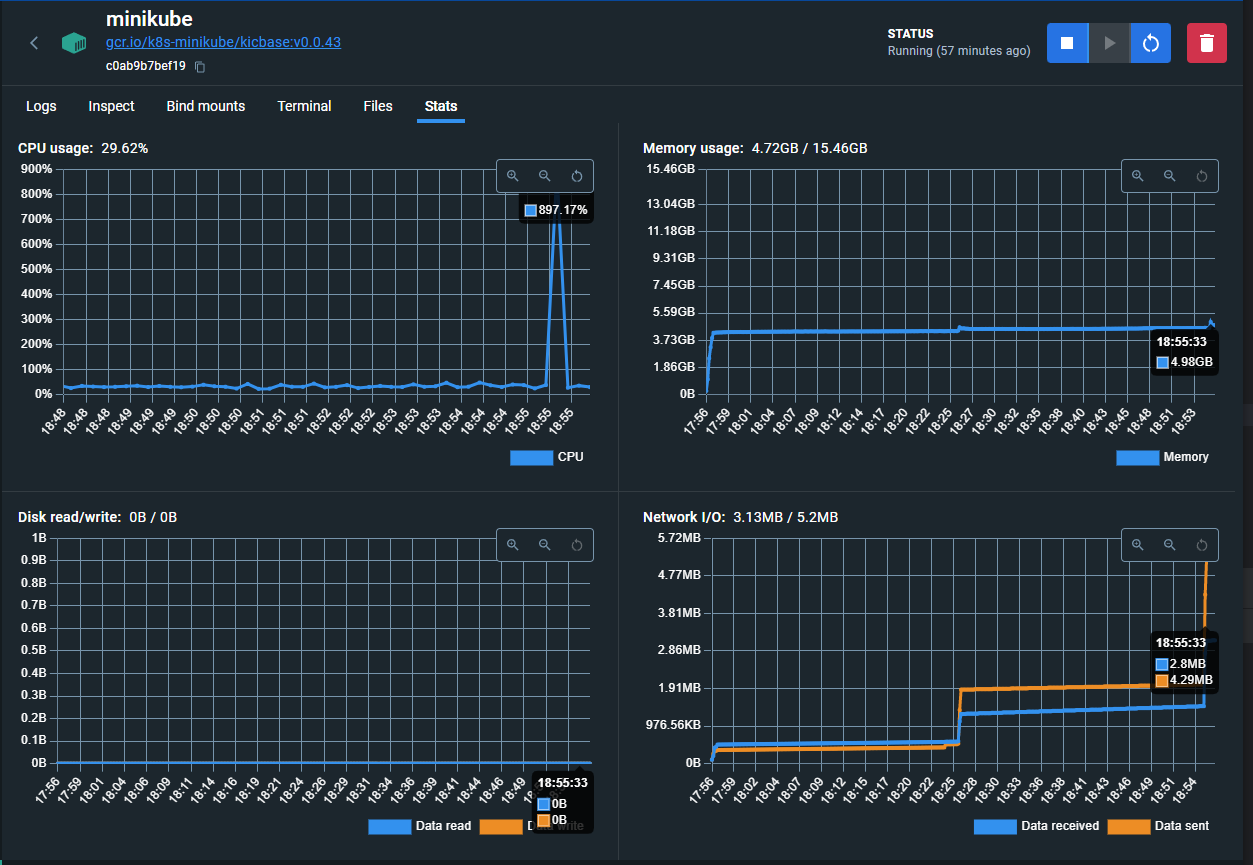 minikube
gcr.io/k8s-minikube/kicbase:v0.0.43
c0ab9b7bef19
STATUS
Running (57 minutes ago)
Logs Inspect Bind mounts Terminal Files Stats
CPU usage: 29.62%
900%
800%
700%
600%
500%
400%
300%
200%
100%
0%
897.17%
18:48 18:48 18:48 18:49 18:49 18:49 18:50 18:50 18:50 18:51 18:51 18:51 18:52 18:52 18:52 18:53 18:53 18:53 18:54 18:54 18:54 18:55 18:55 18:55
CPU
Memory usage: 4.72GB / 15.46GB
15.46GB
13.04GB
11.18GB
9.31GB
7.45GB
5.59GB
3.73GB
1.86GB
0B
18:55:33
4.98GB
17:56 17:59 18:01 18:04 18:07 18:09 18:12 18:14 18:17 18:20 18:22 18:25 18:27 18:30 18:32 18:35 18:38 18:40 18:43 18:45 18:48 18:51 18:53
Memory
Disk read/write: 0B / 0B
1B
0.9B
0.8B
0.7B
0.6B
0.5B
0.4B
0.3B
0.2B
0.1B
0B
17:56 17:59 18:01 18:04 18:06 18:09 18:11 18:14 18:16 18:19 18:21 18:24 18:26 18:29 18:31 18:34 18:36 18:39 18:41 18:44 18:46 18:49
18:55:33
0B
0B
Data read Data write
Network I/O: 3.13MB / 5.2MB
5.72MB
4.77MB
3.81MB
2.86MB
1.91MB
976.56KB
0B
18:55:33
2.8MB
4.29MB
17:56 17:59 18:02 18:04 18:07 18:09 18:12 18:15 18:17 18:20 18:22 18:25 18:28 18:30 18:33 18:36 18:38 18:41 18:43 18:46 18:49 18:51 18:54
Data received Data sent